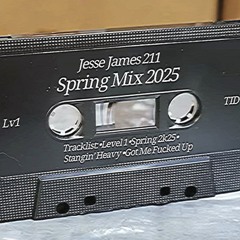 Jesse James 211
Spring Mix 2025
Lv1
TID
Tracklist •Level 1 •Spring 2k25•
Stangin' Heavy •Got Me Fucked Up